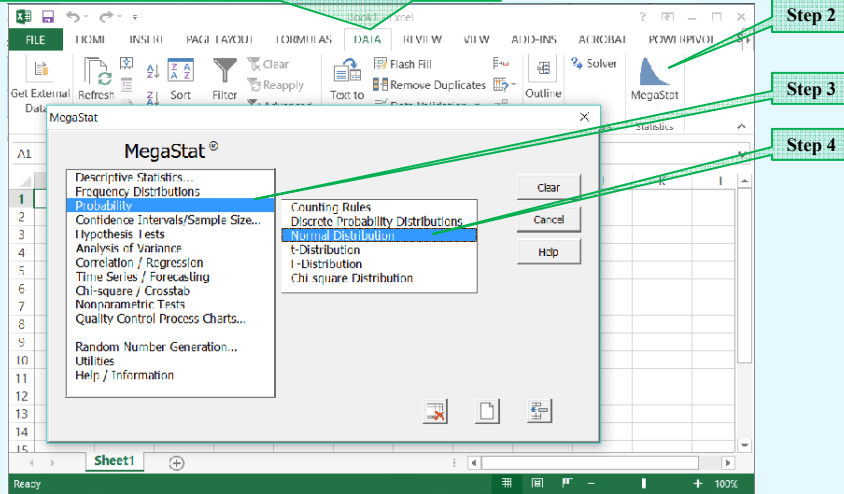 Book1 - Excel
?
Step 2
FILE HOME INSERT PAGE LAYOUT FORMULAS DATA REVIEW VIEW ADD-INS ACROBAT POWERPIVOT
Clear
Flash Fill
Solver
Reapply
Remove Duplicates
Get External
Data
Refresh
Sort
Filter
Advanced
Text to
Data Validation
Outline
MegaStat
Step 3
Statistics
MegaStat
Step 4
A1
MegaStat ®
Descriptive Statistics...
Frequency Distributions
Probability
Confidence Intervals/Sample Size...
Hypothesis Tests
Analysis of Variance
Correlation / Regression
Time Series / Forecasting
Chi-square / Crosstab
Nonparametric Tests
Quality Control Process Charts...
Random Number Generation...
Utilities
Help / Information
Counting Rules
Discrete Probability Distributions
Normal Distribution
t-Distribution
F-Distribution
Chi-square Distribution
Clear
Cancel
Help
K
1
2
3
4
5
6
7
8
9
10
11
12
13
14
15
Sheet1
Ready
100%